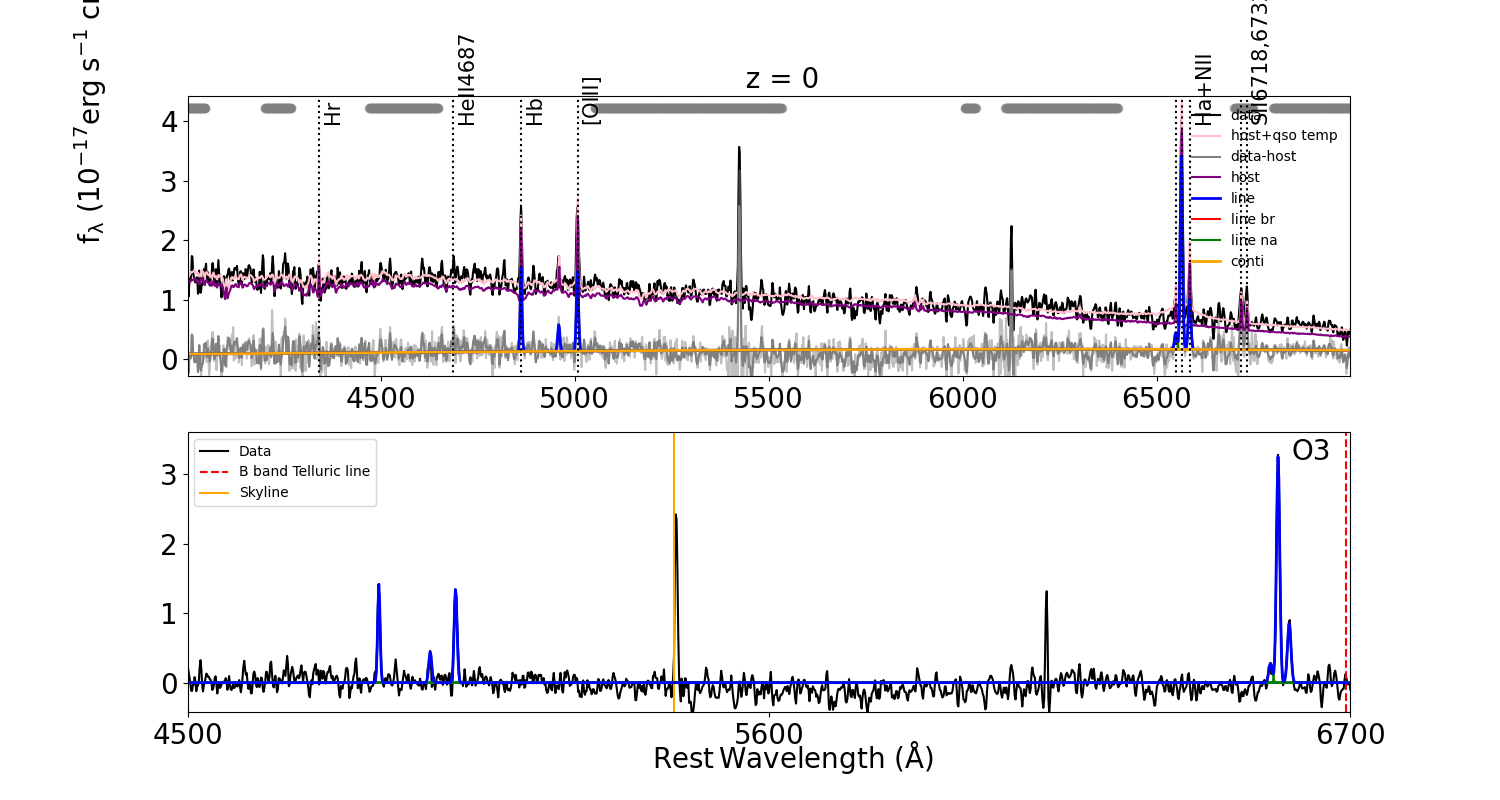 z = 0
f_λ (10^−17 erg s^−1
Hr
HeII4687
Hb
[OIII]
Ha+NII
SII6718,673
data
host+qso temp
data-host
host
line
line br
line na
conti
4
3
2
1
0
4500 5000 5500 6000 6500
Data
B band Telluric line
Skyline
O3
3
2
1
0
4500 5600 6700
Rest Wavelength (Å)